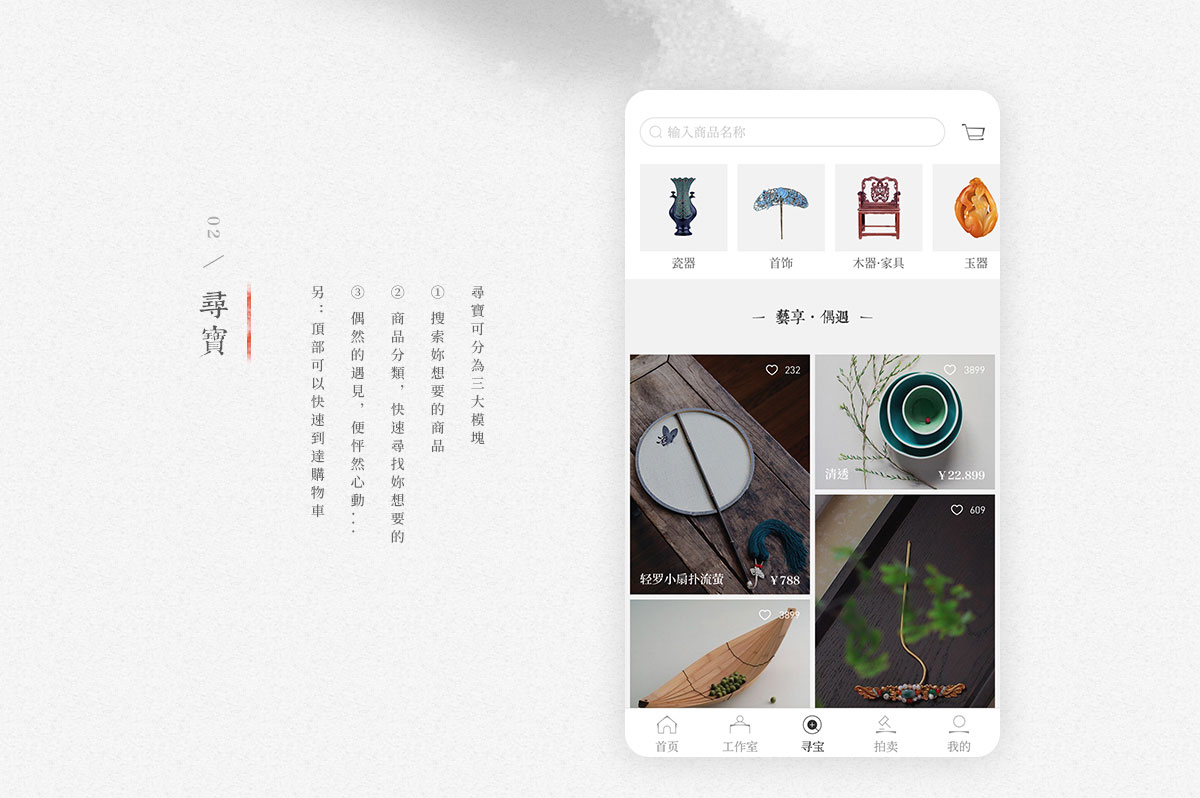 02
尋寶
尋寶可分為三大模塊
① 搜索妳想要的商品
② 商品分類，快速尋找妳想要的
③ 偶然的遇見，便怦然心動...
另：頂部可以快速到達購物車
输入商品名称
瓷器
首饰
木器·家具
玉器
藝享·偶遇
232
轻罗小扇扑流萤
¥788
3899
清透
¥22.899
609
3899
首页
工作室
寻宝
拍卖
我的